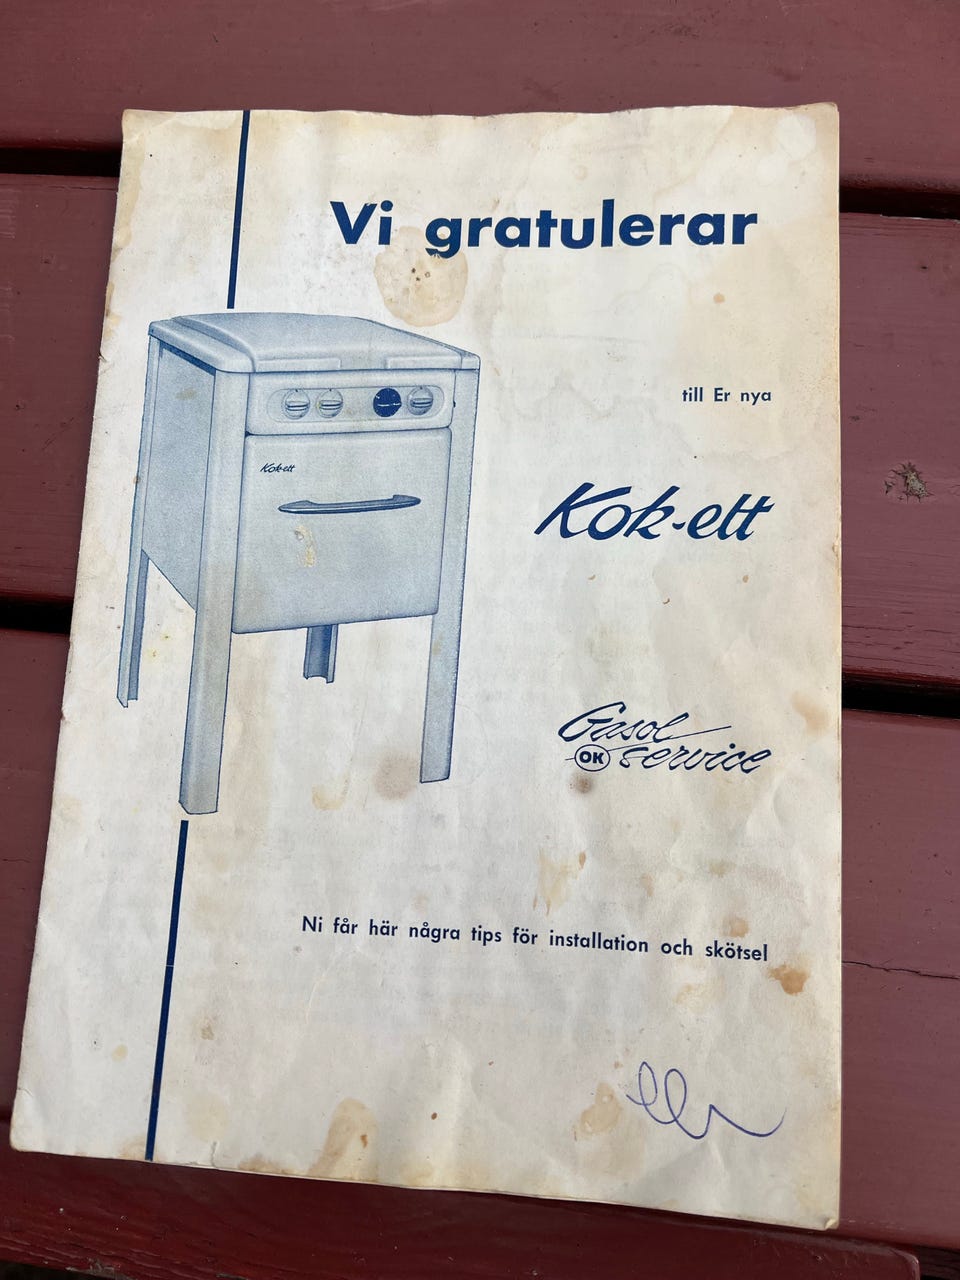 Vi gratulerar
till Er nya
Kok-ett
Kok-ett
Gasol
OK service
Ni får här några tips för installation och skötsel